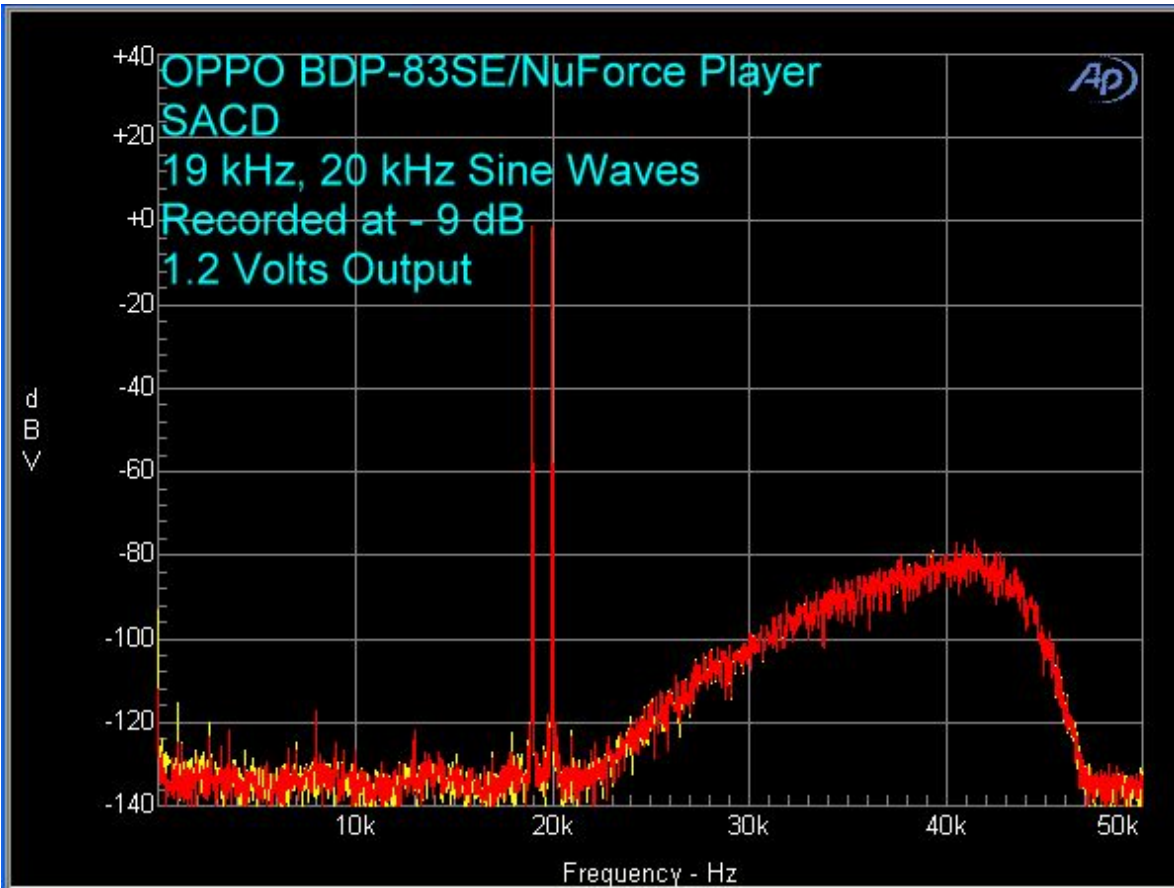 OPPO BDP-83SE/NuForce Player
SACD
19 kHz, 20 kHz Sine Waves
Recorded at - 9 dB
1.2 Volts Output
Ap
+40
+20
+0
-20
-40
-60
-80
-100
-120
-140
d
B
V
10k
20k
30k
40k
50k
Frequency - Hz